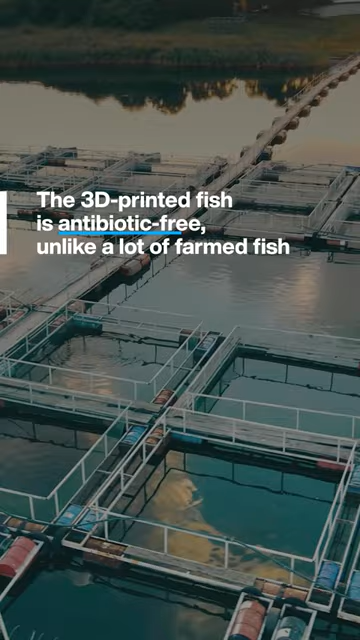 The 3D-printed fish
is antibiotic-free,
unlike a lot of farmed fish